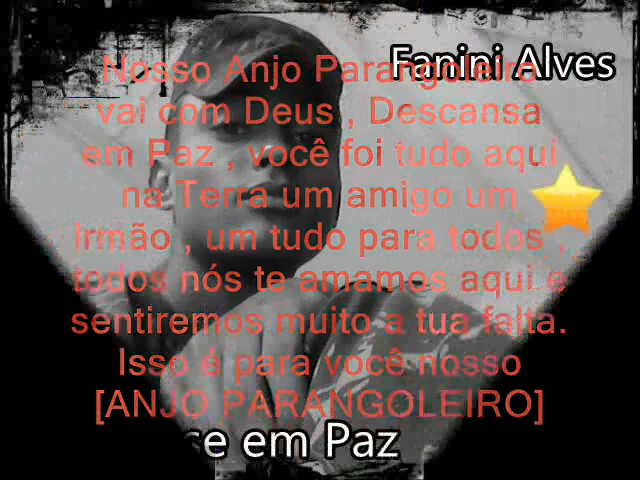 Fanini Alves
Nosso Anjo Parangoleiro
vai com Deus , Descansa
em Paz , você foi tudo aqui
na Terra um amigo um
irmão , um tudo para todos ,
todos nós te amamos aqui e
sentiremos muito a tua falta.
Isso é para você nosso
[ANJO PARANGOLEIRO]
em Paz